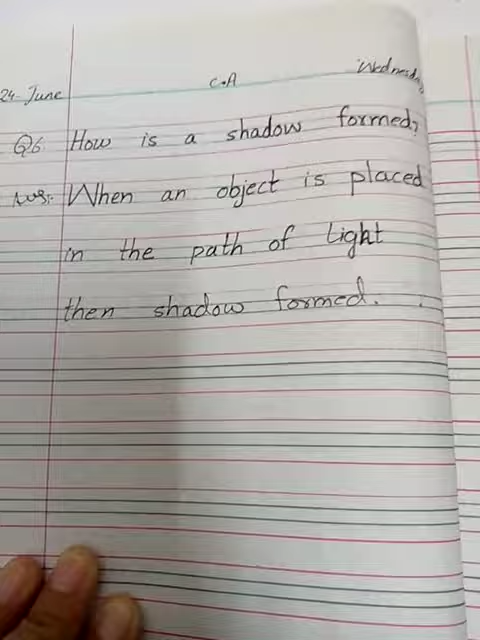 C.A Wednesday
24-June
Q6 How is a shadow formed?
Ans:- When an object is placed
in the path of light
then shadow formed.